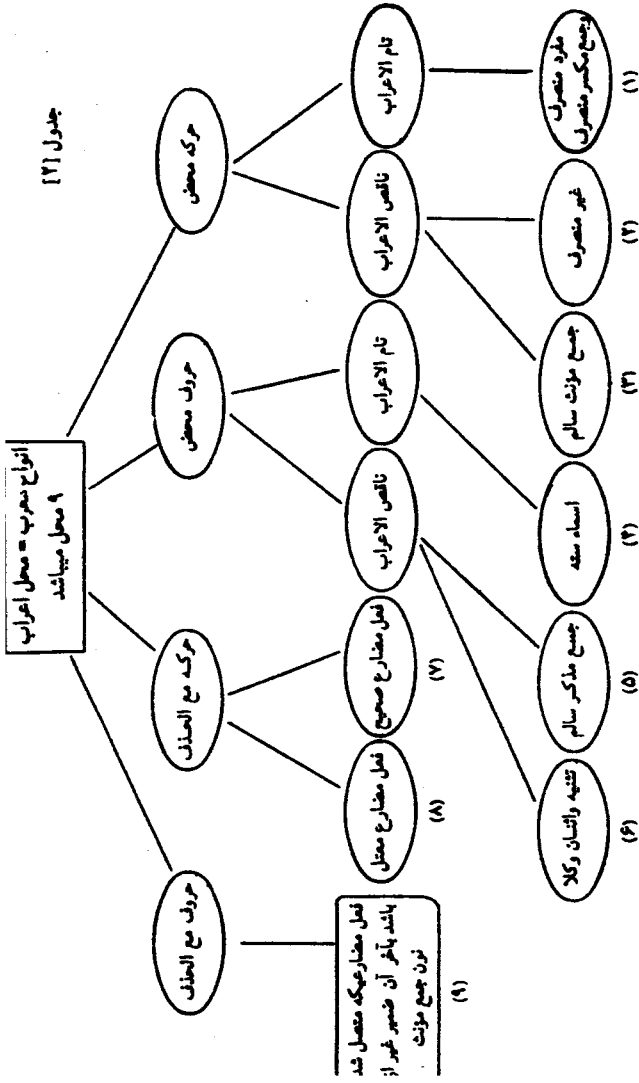 جدول [۲]
انواع معرب = محل اعراب
۹ محل میباشد
حرکه محض
حروف محض
حرکه مع الحذف
حروف مع الحذف
تام الاعراب
ناقص الاعراب
تام الاعراب
ناقص الاعراب
فعل مضارع صحیح
(۷)
فعل مضارع معتل
(۸)
فعل مضارعیکه متصل شد
باشد بآخر آن ضمیر غیر از
نون جمع مؤنث
(۹)
مفرد منصرف
وجمع مکسر منصرف
(۱)
غیر منصرف
(۲)
جمع مؤنث سالم
(۳)
اسماء سته
(۴)
جمع مذکر سالم
(۵)
تثنیه واثنان وکلا
(۶)